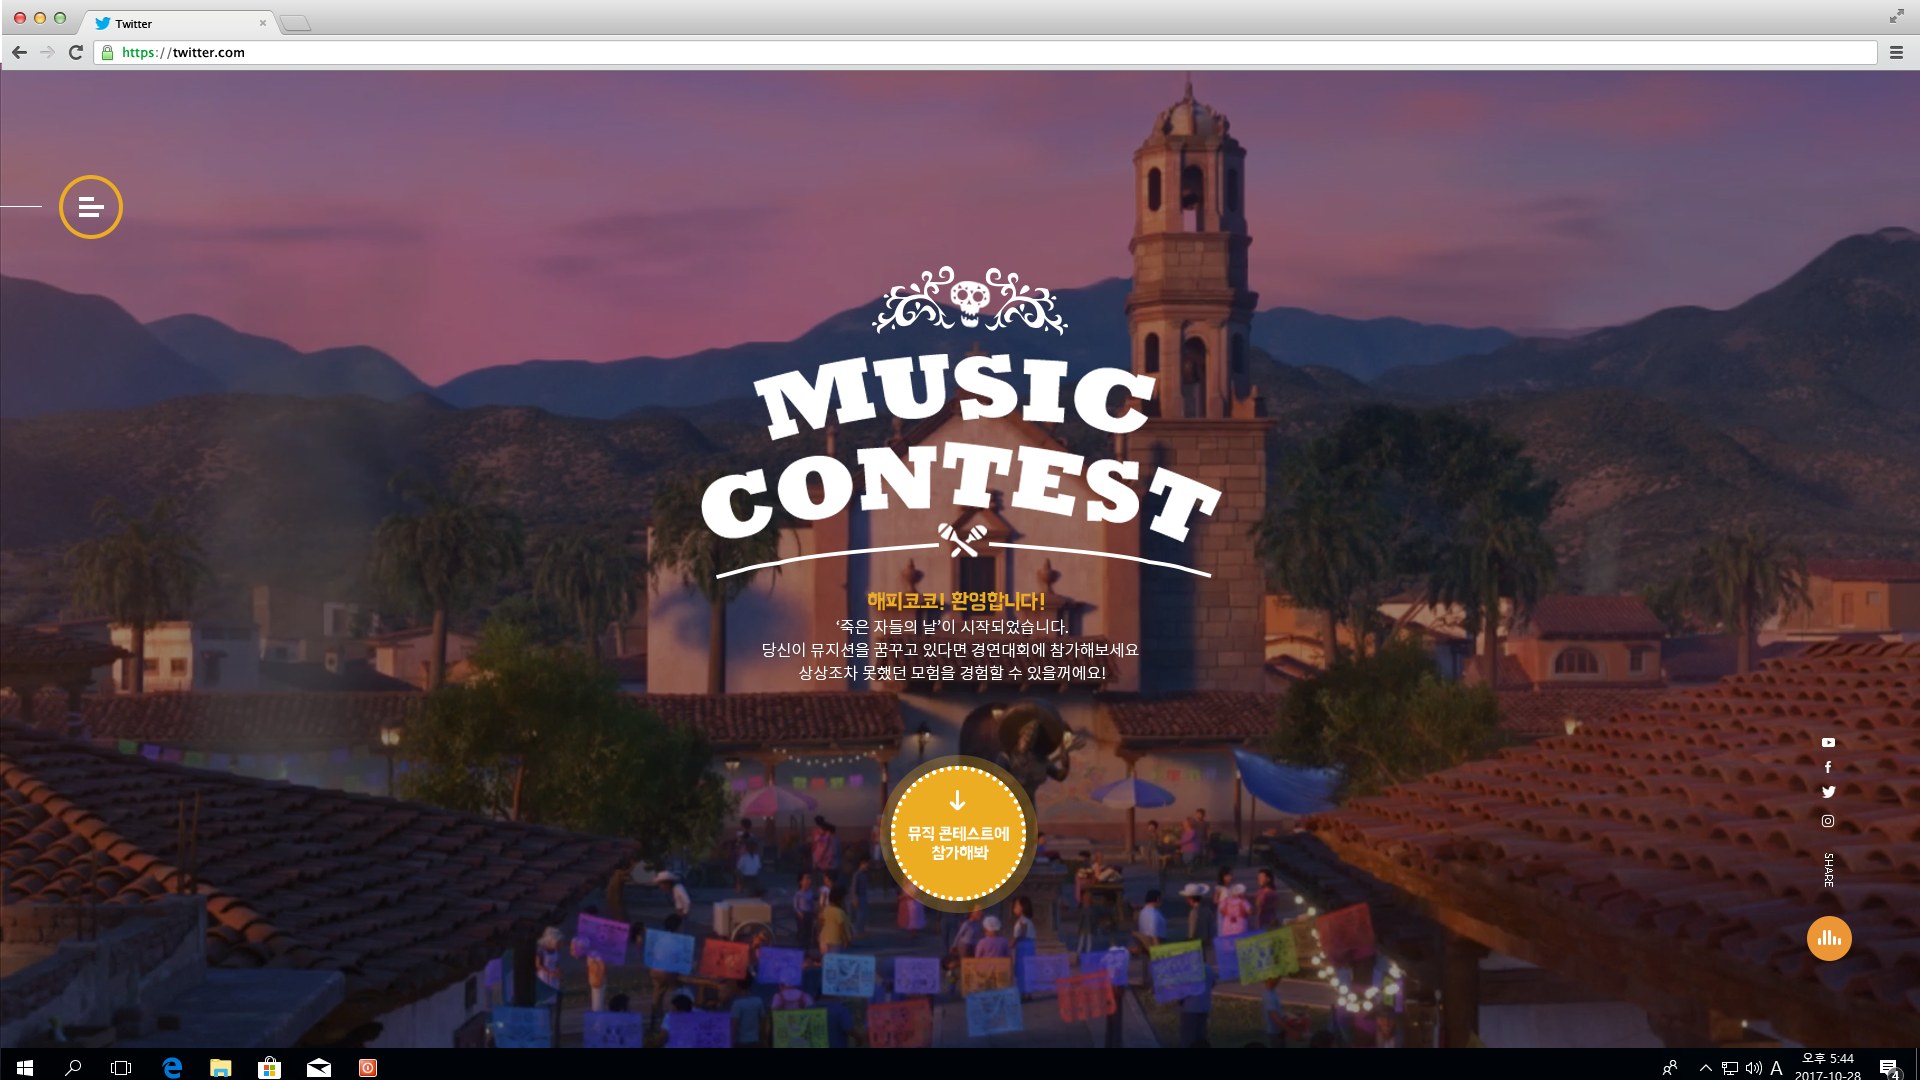 Twitter
https://twitter.com
MUSIC
CONTEST
해피코코! 환영합니다!
‘죽은 자들의 날’이 시작되었습니다.
당신이 뮤지션을 꿈꾸고 있다면 경연대회에 참가해보세요
상상조차 못했던 모험을 경험할 수 있을꺼에요!
뮤직 콘테스트에
참가해봐
SHARE
A
오후 5:44
2017-10-28
4